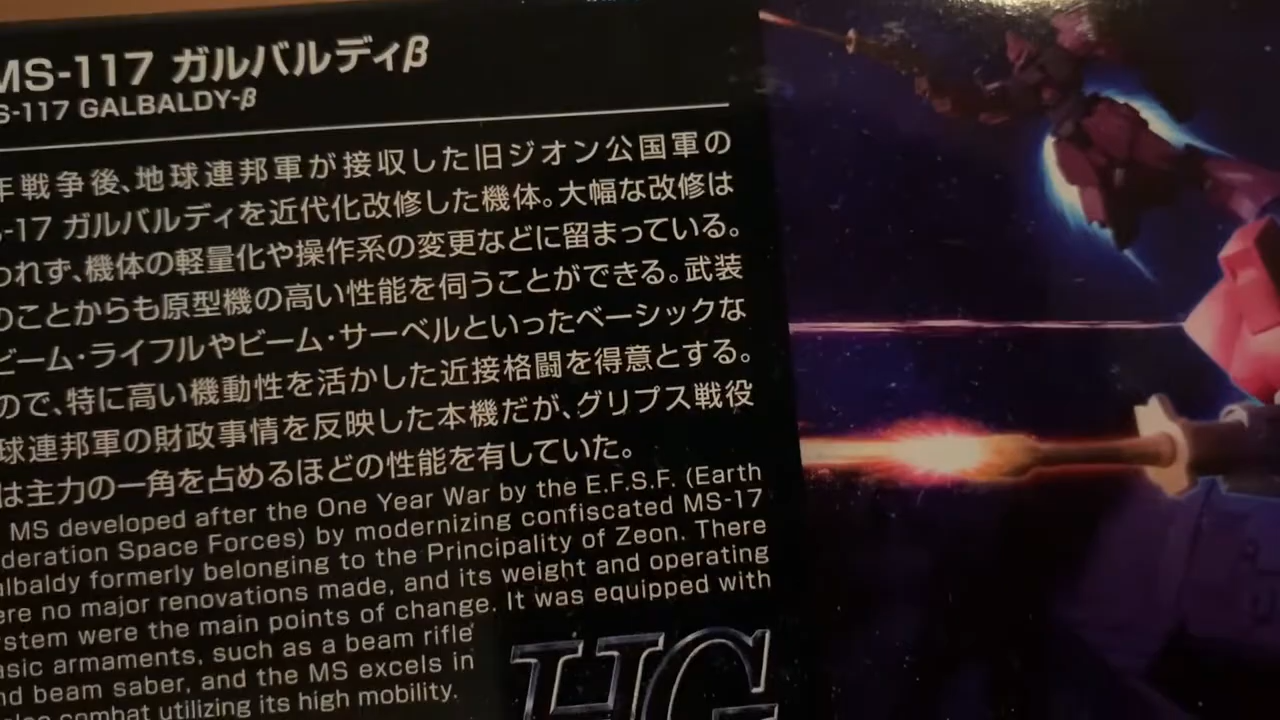 MS-117 ガルバルディβ
S-117 GALBALDY-β
年戦争後、地球連邦軍が接収した旧ジオン公国軍の
-17 ガルバルディを近代化改修した機体。大幅な改修は
われず、機体の軽量化や操作系の変更などに留まっている。
のことからも原型機の高い性能を伺うことができる。武装
ビーム・ライフルやビーム・サーベルといったベーシックな
ので、特に高い機動性を活かした近接格闘を得意とする。
球連邦軍の財政事情を反映した本機だが、グリプス戦役
は主力の一角を占めるほどの性能を有していた。
MS developed after the One Year War by the E.F.S.F. (Earth
deration Space Forces) by modernizing confiscated MS-17
albaldy formerly belonging to the Principality of Zeon. There
ere no major renovations made, and its weight and operating
stem were the main points of change. It was equipped with
asic armaments, such as a beam rifle
nd beam saber, and the MS excels in
combat utilizing its high mobility.
HG